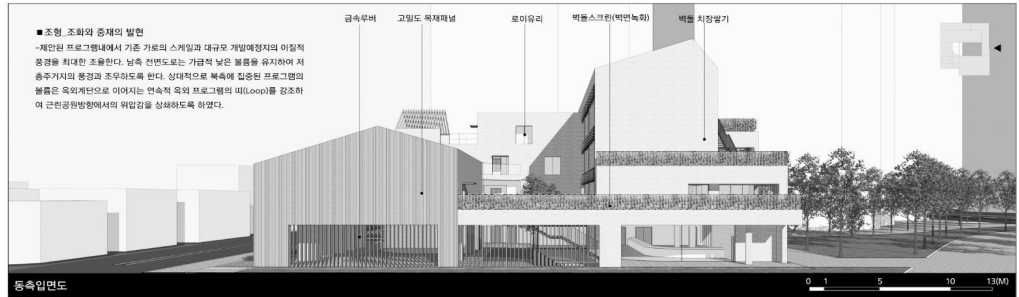 금속루버 고밀도 목재패널 로이유리 벽돌스크린(벽면녹화) 벽돌 치장쌓기
■조형_조화와 중재의 발현
-제안된 프로그램내에서 기존 가로의 스케일과 대규모 개발예정지의 이질적
풍경을 최대한 조율한다. 남측 전면도로는 가급적 낮은 볼륨을 유지하여 저
층주거지의 풍경과 조우하도록 한다. 상대적으로 북측에 집중된 프로그램의
볼륨은 옥외계단으로 이어지는 연속적 옥외 프로그램의 띠(Loop)를 강조하
여 근린공원방향에서의 위압감을 상쇄하도록 하였다.
동측입면도
0 1 5 10 13(M)